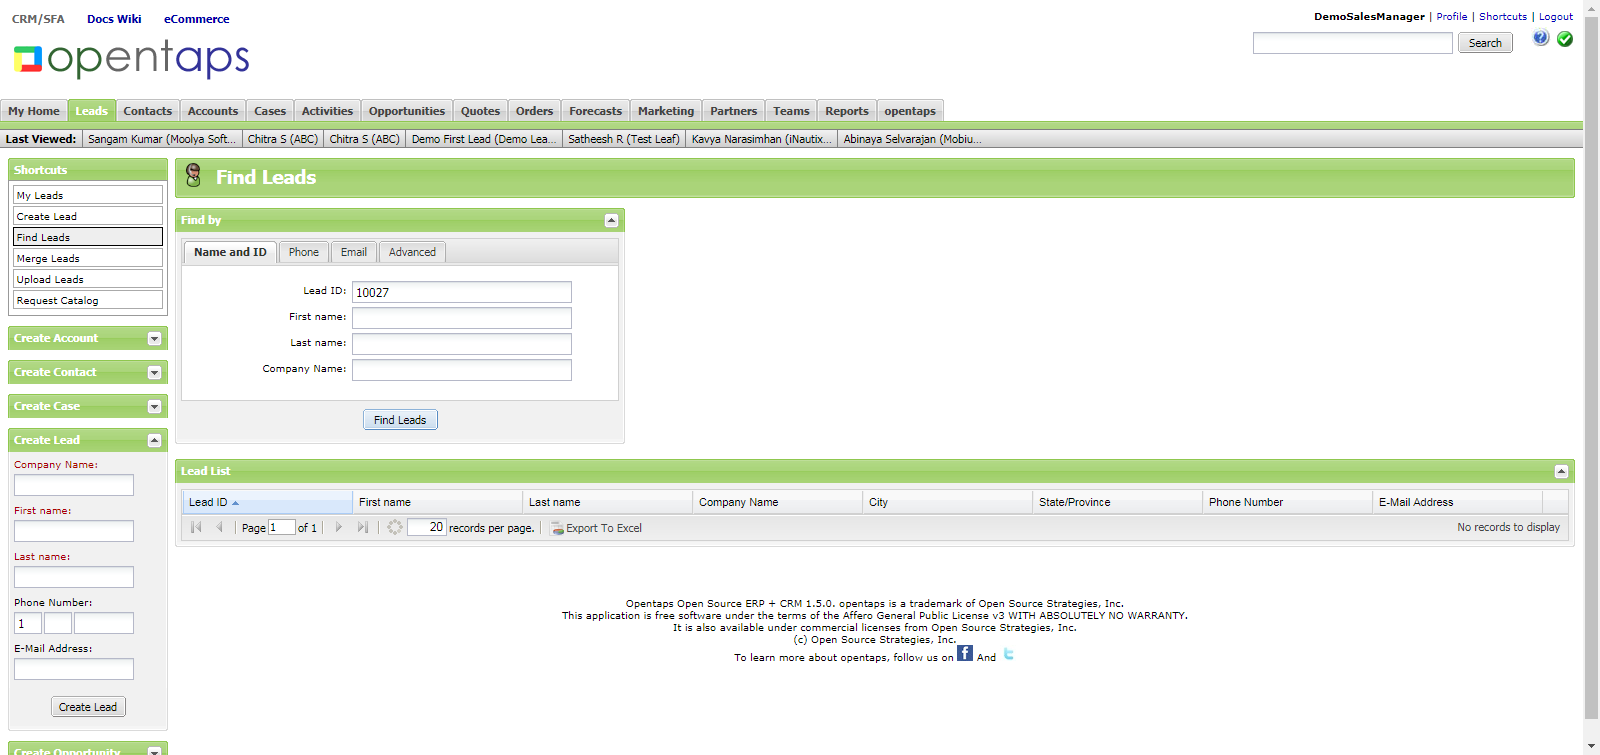 CRM/SFA Docs Wiki eCommerce
DemoSalesManager | Profile | Shortcuts | Logout
opentaps
Search
My Home Leads Contacts Accounts Cases Activities Opportunities Quotes Orders Forecasts Marketing Partners Teams Reports opentaps
Last Viewed: Sangam Kumar (Moolya Soft... Chitra S (ABC) Chitra S (ABC) Demo First Lead (Demo Lea... Satheesh R (Test Leaf) Kavya Narasimhan (iNautix... Abinaya Selvarajan (Mobiu...
Shortcuts
My Leads
Create Lead
Find Leads
Merge Leads
Upload Leads
Request Catalog
Create Account
Create Contact
Create Case
Create Lead
Company Name:
First name:
Last name:
Phone Number:
1
E-Mail Address:
Create Lead
Create Opportunity
Find Leads
Find by
Name and ID Phone Email Advanced
Lead ID: 10027
First name:
Last name:
Company Name:
Find Leads
Lead List
Lead ID First name Last name Company Name City State/Province Phone Number E-Mail Address
Page 1 of 1 20 records per page. Export To Excel No records to display
Opentaps Open Source ERP + CRM 1.5.0. opentaps is a trademark of Open Source Strategies, Inc.
This application is free software under the terms of the Affero General Public License v3 WITH ABSOLUTELY NO WARRANTY.
It is also available under commercial licenses from Open Source Strategies, Inc.
(c) Open Source Strategies, Inc.
To learn more about opentaps, follow us on f And t